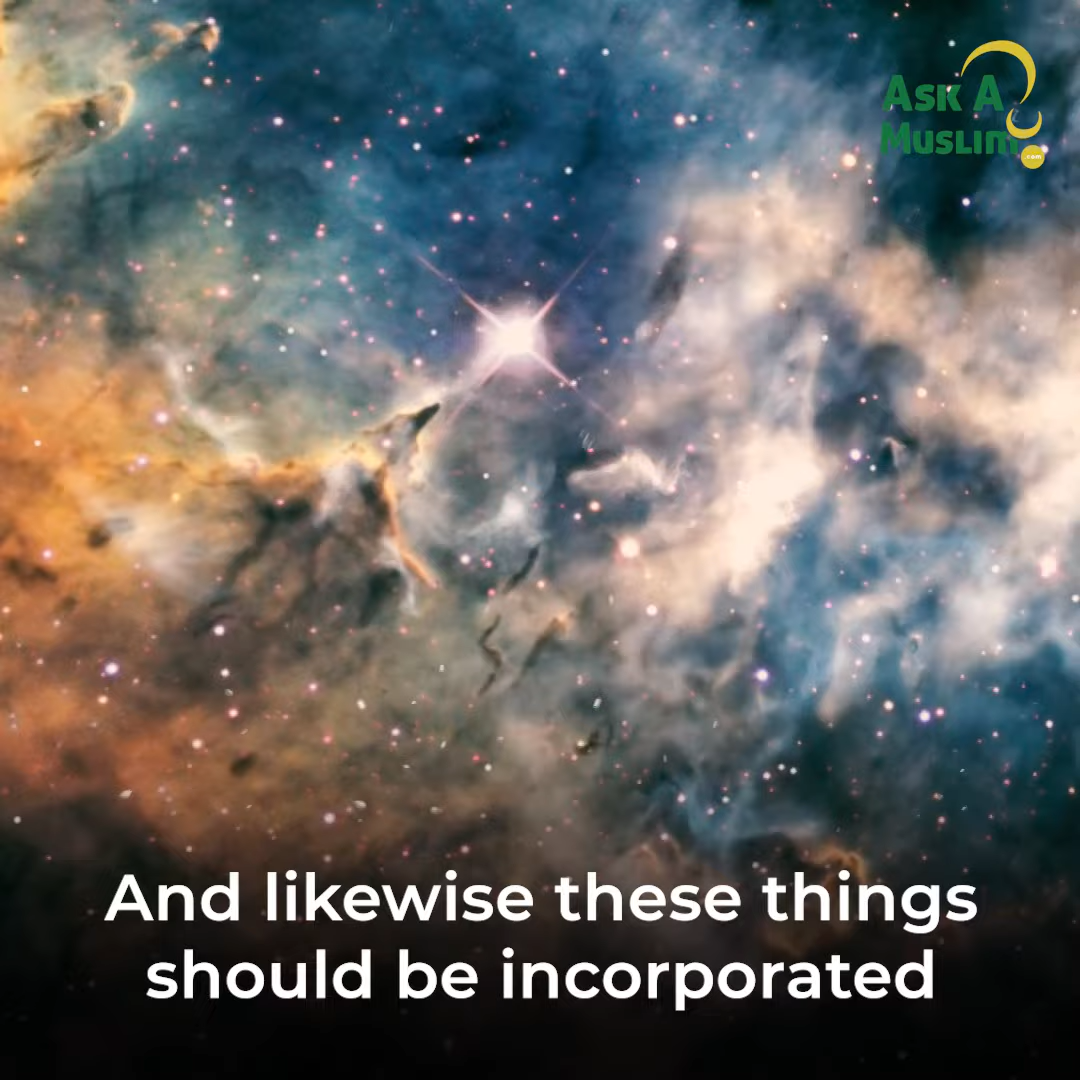 Ask A
Muslim
.com
And likewise these things
should be incorporated